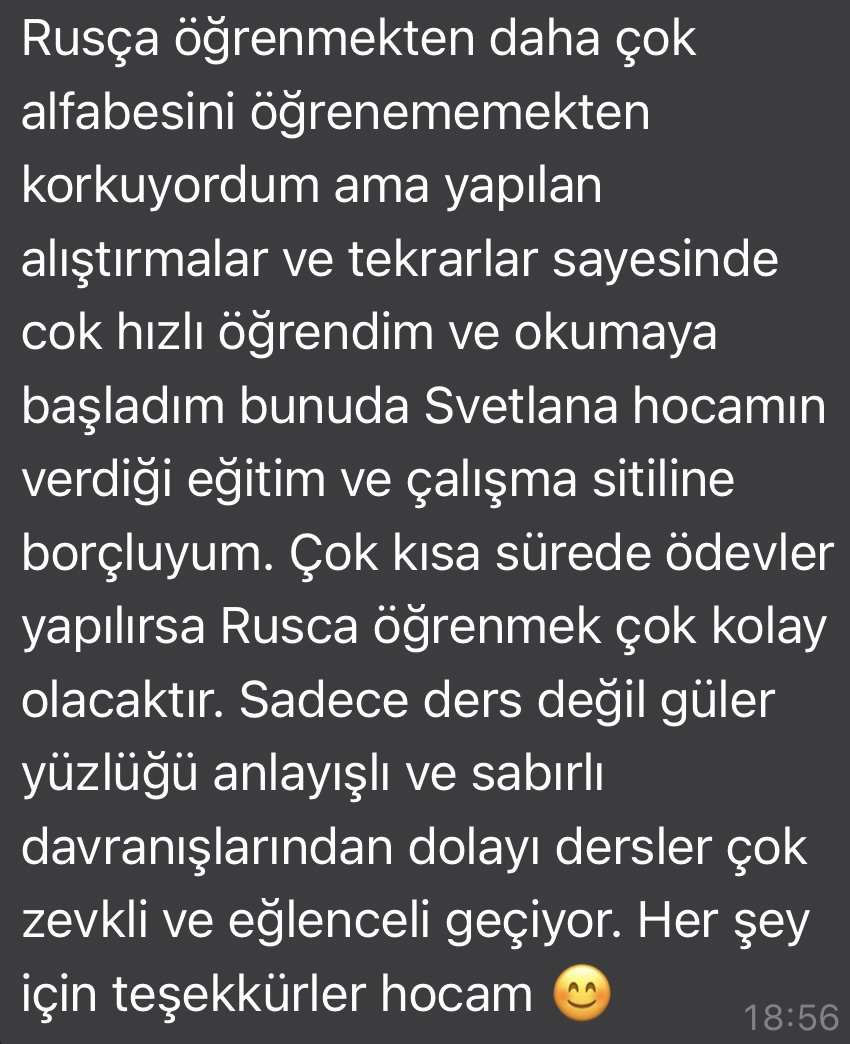 Rusça öğrenmekten daha çok
alfabesini öğrenememekten
korkuyordum ama yapılan
alıştırmalar ve tekrarlar sayesinde
cok hızlı öğrendim ve okumaya
başladım bunuda Svetlana hocamın
verdiği eğitim ve çalışma sitiline
borçluyum. Çok kısa sürede ödevler
yapılırsa Rusca öğrenmek çok kolay
olacaktır. Sadece ders değil güler
yüzlüğü anlayışlı ve sabırlı
davranışlarından dolayı dersler çok
zevkli ve eğlenceli geçiyor. Her şey
için teşekkürler hocam 😊
18:56